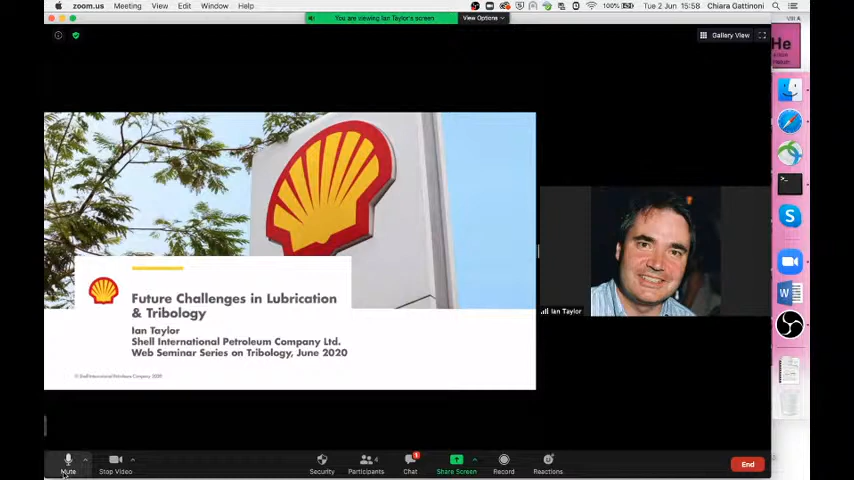 zoom.us Meeting View Edit Window Help
100% Tue 2 Jun 15:58 Chiara Gattinoni
You are viewing Ian Taylor's screen View Options
Gallery View
He
Future Challenges in Lubrication
& Tribology
Ian Taylor
Shell International Petroleum Company Ltd.
Web Seminar Series on Tribology, June 2020
Ian Taylor
Mute
Stop Video
Security
Participants 4
Chat 1
Share Screen
Record
Reactions
End